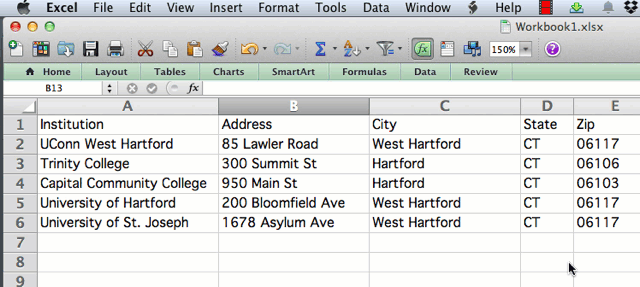 Excel File Edit View Insert Format Tools Data Window Help
Workbook1.xlsx
fx 150% ?
Home Layout Tables Charts SmartArt Formulas Data Review
B13 fx
A B C D E
1 Institution Address City State Zip
2 UConn West Hartford 85 Lawler Road West Hartford CT 06117
3 Trinity College 300 Summit St Hartford CT 06106
4 Capital Community College 950 Main St Hartford CT 06103
5 University of Hartford 200 Bloomfield Ave West Hartford CT 06117
6 University of St. Joseph 1678 Asylum Ave West Hartford CT 06117
7
8
9